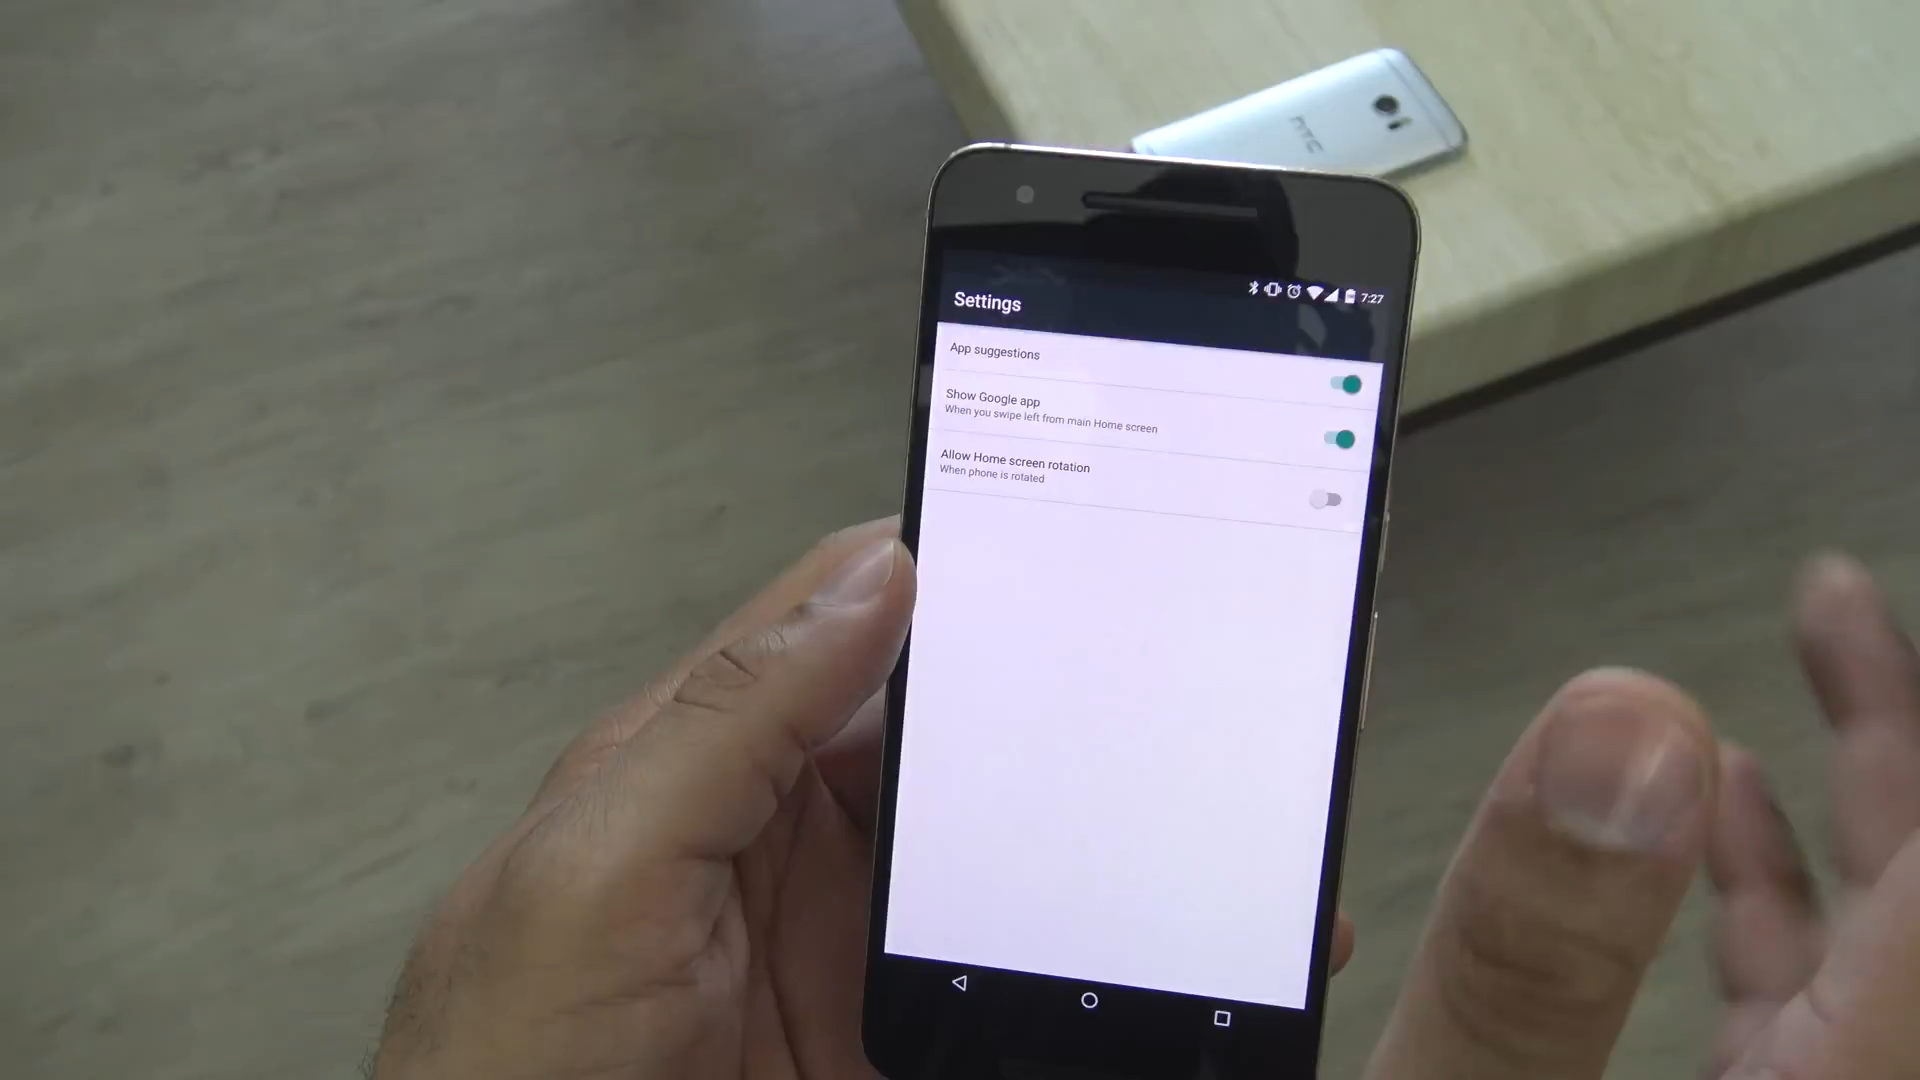 hTC
7:27
Settings
App suggestions
Show Google app
When you swipe left from main Home screen
Allow Home screen rotation
When phone is rotated